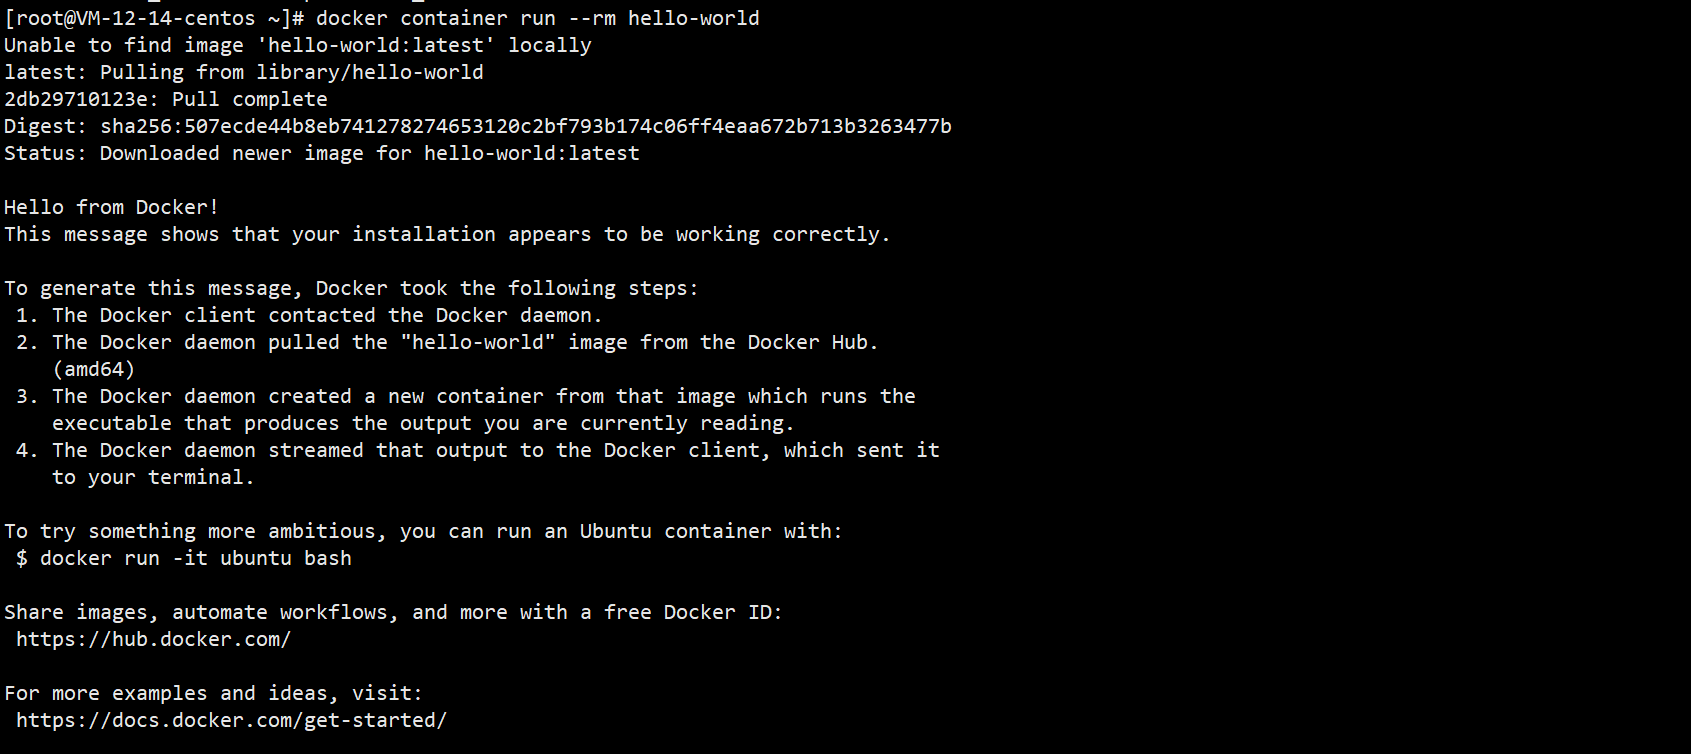 [root@VM-12-14-centos ~]# docker container run --rm hello-world
Unable to find image 'hello-world:latest' locally
latest: Pulling from library/hello-world
2db29710123e: Pull complete
Digest: sha256:507ecde44b8eb741278274653120c2bf793b174c06ff4eaa672b713b3263477b
Status: Downloaded newer image for hello-world:latest

Hello from Docker!
This message shows that your installation appears to be working correctly.

To generate this message, Docker took the following steps:
 1. The Docker client contacted the Docker daemon.
 2. The Docker daemon pulled the "hello-world" image from the Docker Hub.
    (amd64)
 3. The Docker daemon created a new container from that image which runs the
    executable that produces the output you are currently reading.
 4. The Docker daemon streamed that output to the Docker client, which sent it
    to your terminal.

To try something more ambitious, you can run an Ubuntu container with:
 $ docker run -it ubuntu bash

Share images, automate workflows, and more with a free Docker ID:
 https://hub.docker.com/

For more examples and ideas, visit:
 https://docs.docker.com/get-started/